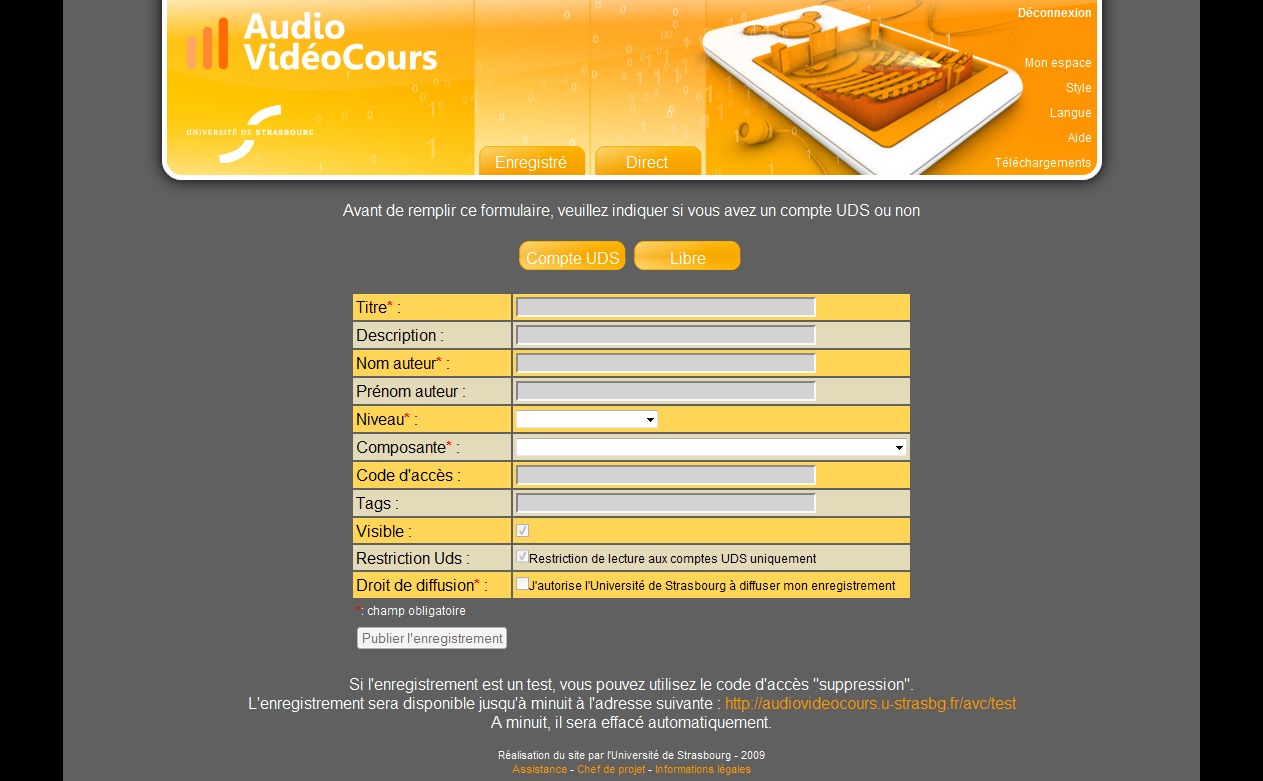 Audio
VidéoCours
UNIVERSITÉ DE STRASBOURG
Enregistré
Direct
Déconnexion
Mon espace
Style
Langue
Aide
Téléchargements
Avant de remplir ce formulaire, veuillez indiquer si vous avez un compte UDS ou non
Compte UDS
Libre
Titre* :
Description :
Nom auteur* :
Prénom auteur :
Niveau* :
Composante* :
Code d'accès :
Tags :
Visible :
Restriction Uds : Restriction de lecture aux comptes UDS uniquement
Droit de diffusion* : J'autorise l'Université de Strasbourg à diffuser mon enregistrement
*: champ obligatoire
Publier l'enregistrement
Si l'enregistrement est un test, vous pouvez utilisez le code d'accès "suppression".
L'enregistrement sera disponible jusqu'à minuit à l'adresse suivante : http://audiovideocours.u-strasbg.fr/avc/test
A minuit, il sera effacé automatiquement.
Réalisation du site par l'Université de Strasbourg - 2009
Assistance - Chef de projet - Informations légales